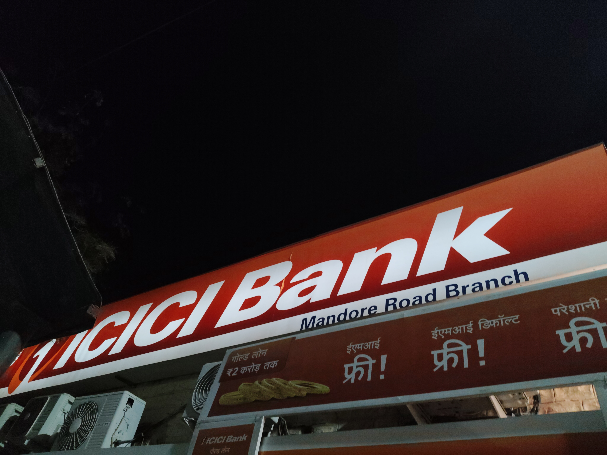 ICICI Bank
Mandore Road Branch
गोल्ड लोन
₹2 करोड़ तक
ईएमआई
फ्री!
ईएमआई डिफॉल्ट
फ्री!
परेशानी
फ्री!
ICICI Bank